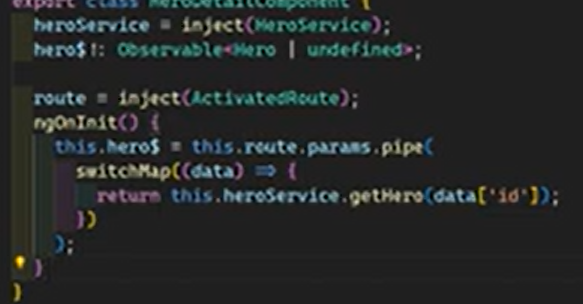 export class HeroDetailComponent {
heroService = inject(HeroService);
hero$!: Observable<Hero | undefined>;
route = inject(ActivatedRoute);
ngOnInit() {
this.hero$ = this.route.params.pipe(
switchMap((data) => {
return this.heroService.getHero(data['id']);
})
);
}
}